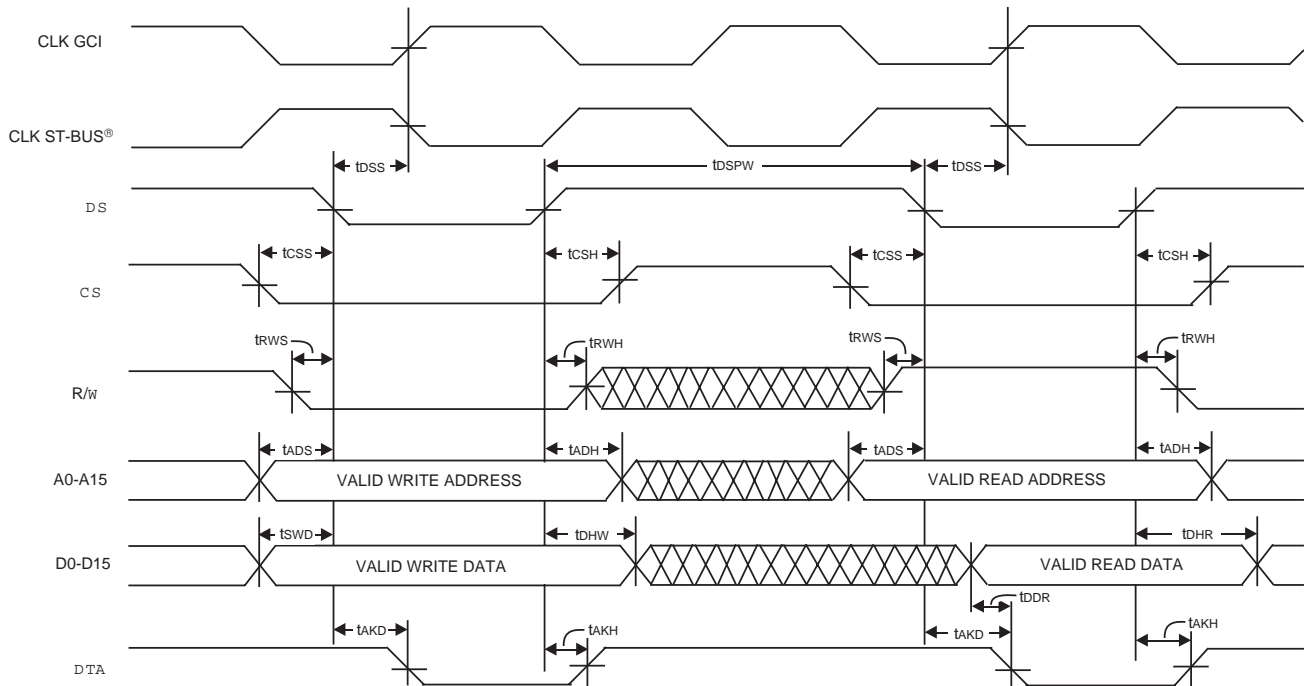 CLK GCI
CLK ST-BUS®
tDSS tDSPW tDSS
DS
tCSS tCSH tCSS tCSH
CS
tRWS tRWH tRWS tRWH
R/W
tADS tADH tADS tADH
A0-A15 VALID WRITE ADDRESS VALID READ ADDRESS
tSWD tDHW tDHR
D0-D15 VALID WRITE DATA VALID READ DATA
tDDR
tAKD tAKH tAKD tAKH
DTA